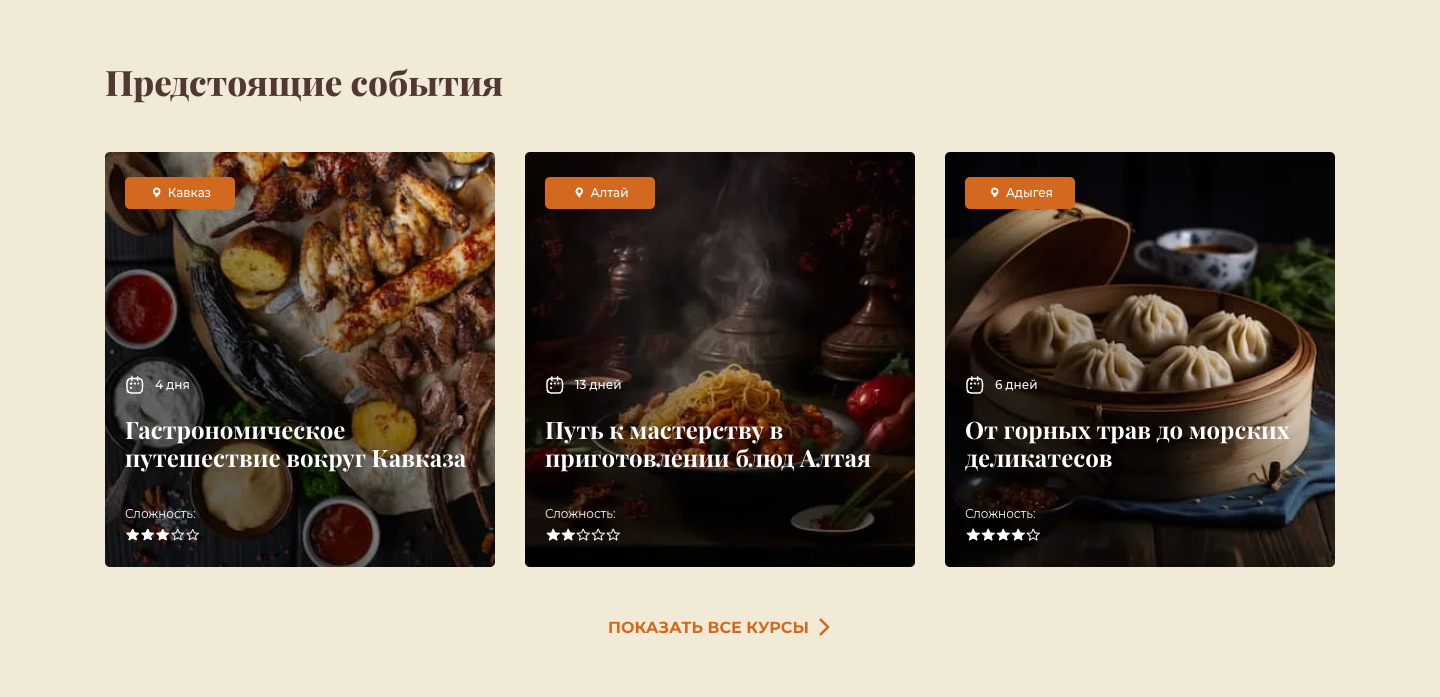 Предстоящие события
Кавказ
4 дня
Гастрономическое
путешествие вокруг Кавказа
Сложность:
Алтай
13 дней
Путь к мастерству в
приготовлении блюд Алтая
Сложность:
Адыгея
6 дней
От горных трав до морских
деликатесов
Сложность:
ПОКАЗАТЬ ВСЕ КУРСЫ